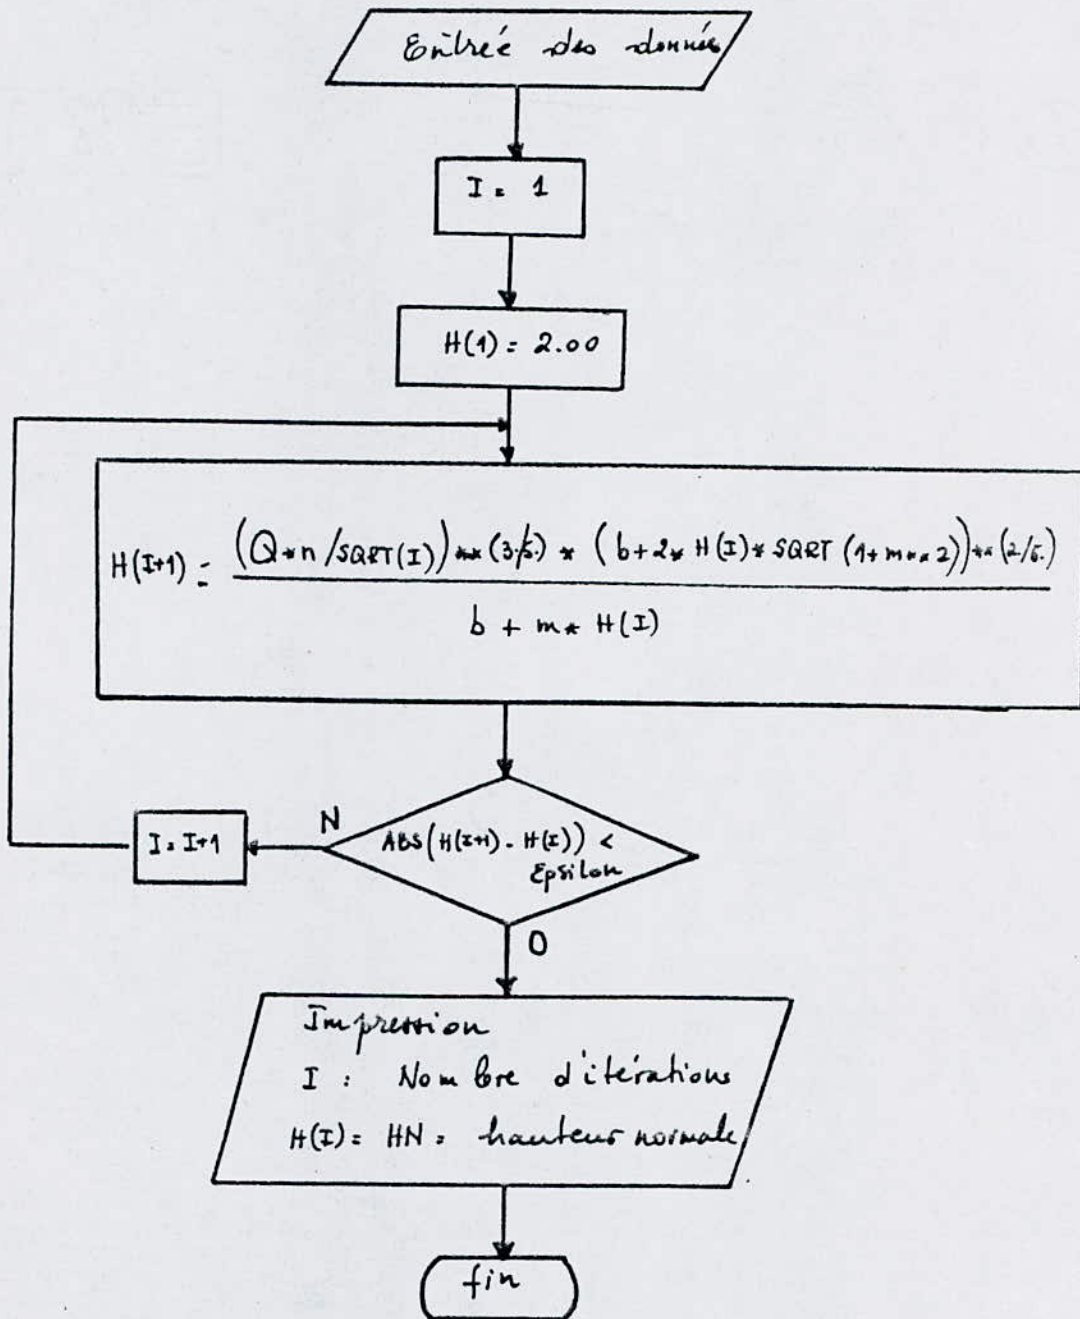 Entrée des données
I = 1
H(1) = 2.00
H(I+1) = (Q*n/SQRT(I))**(3./5.) * (b+2* H(I)* SQRT (1+m**2))**(2/5.)
b + m* H(I)
N
ABS(H(I+1) - H(I)) <
Epsilon
I = I+1
O
Impression
I : Nombre d'itérations
H(I) = HN = hauteur normale
fin